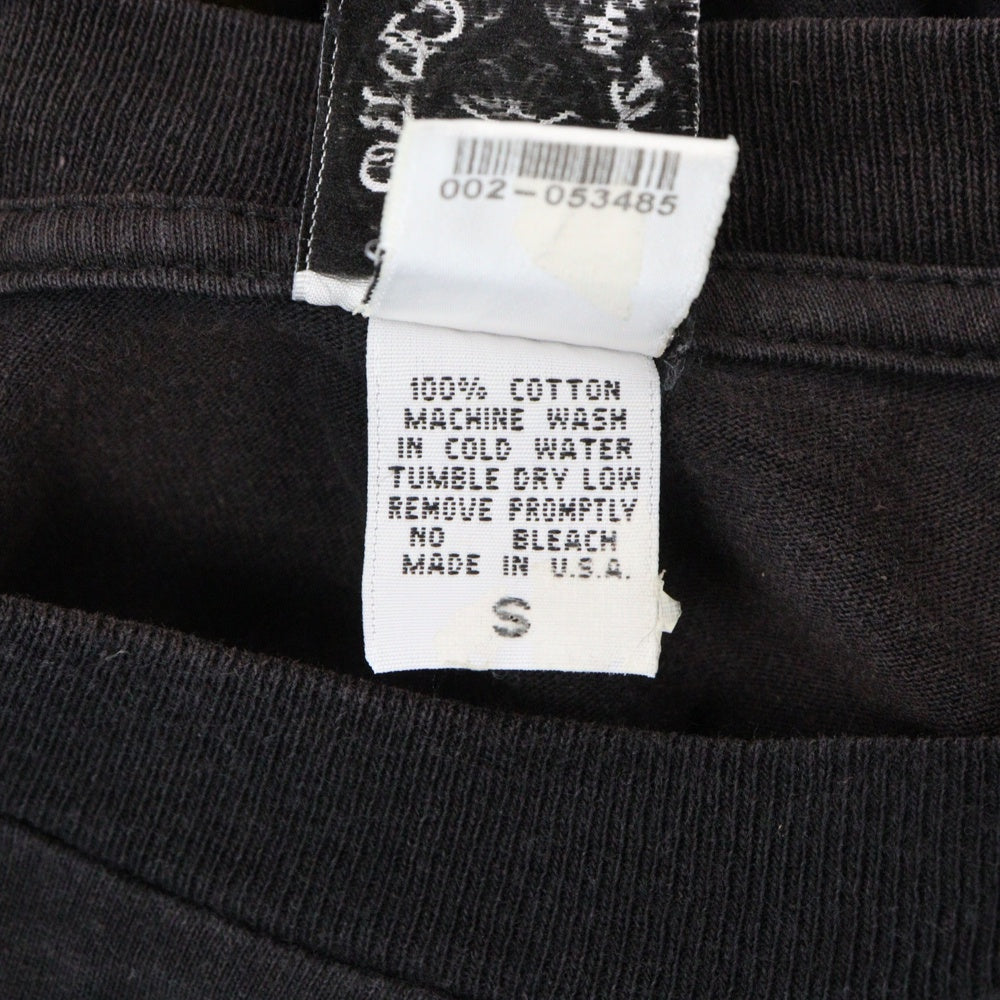 002-053485
100% COTTON
MACHINE WASH
IN COLD WATER
TUMBLE DRY LOW
REMOVE PROMPTLY
NO BLEACH
MADE IN U.S.A.
S